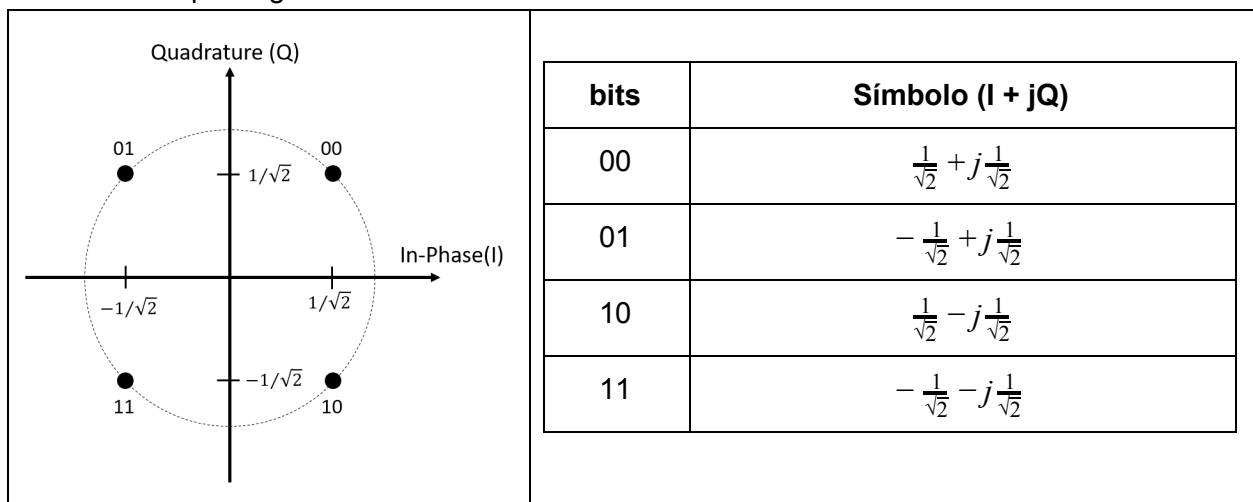 Quadrature (Q)
01
00
1/√2
In-Phase(I)
−1/√2
1/√2
−1/√2
11
10
bits Símbolo (I + jQ)
00 1/√2 + j 1/√2
01 − 1/√2 + j 1/√2
10 1/√2 − j 1/√2
11 − 1/√2 − j 1/√2